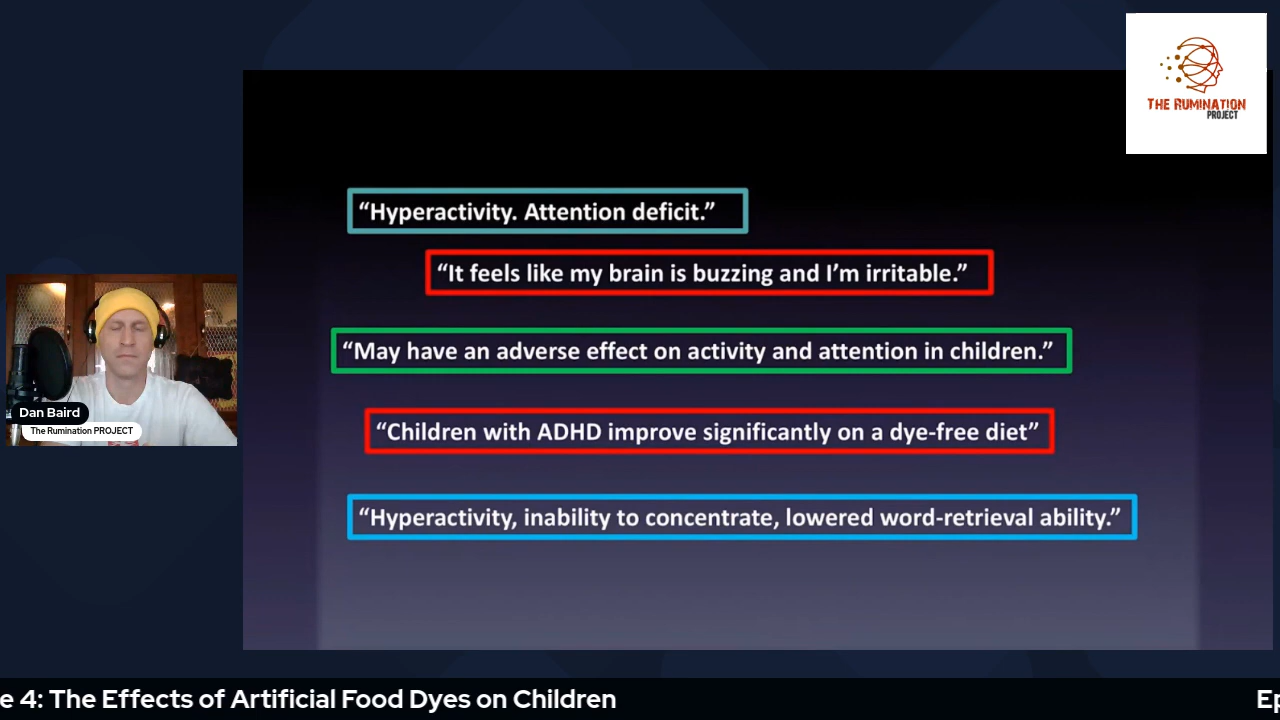 THE RUMINATION
PROJECT
“Hyperactivity. Attention deficit.”
“It feels like my brain is buzzing and I’m irritable.”
“May have an adverse effect on activity and attention in children.”
“Children with ADHD improve significantly on a dye-free diet”
“Hyperactivity, inability to concentrate, lowered word-retrieval ability.”
Dan Baird
The Rumination PROJECT
e 4: The Effects of Artificial Food Dyes on Children Ep